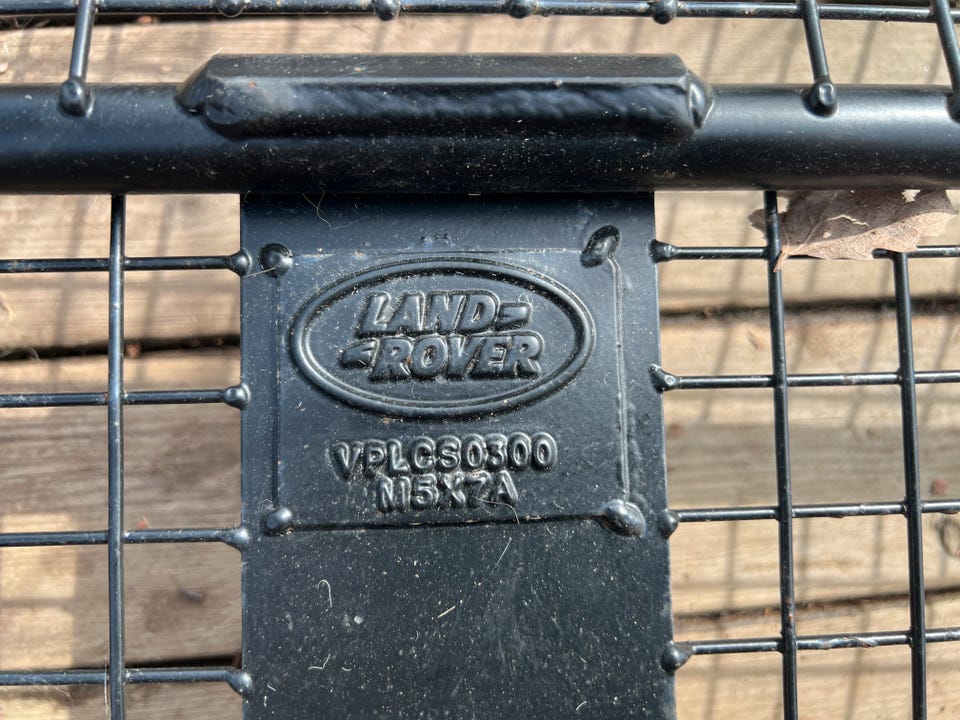 LAND
ROVER
VPLCS0300
M5X7A